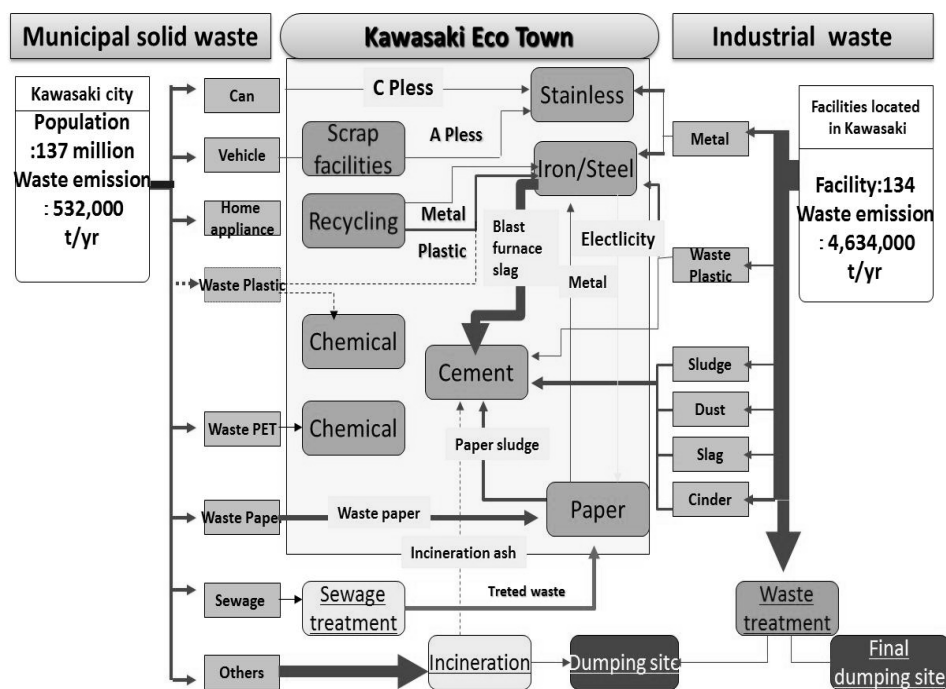 Municipal solid waste
Kawasaki Eco Town
Industrial waste
Kawasaki city
Population
:137 million
Waste emission
: 532,000
t/yr
Can
Vehicle
Home
appliance
Waste Plastic
Waste PET
Waste Paper
Sewage
Others
C Pless
Stainless
Scrap
facilities
A Pless
Iron/Steel
Recycling
Metal
Plastic
Blast
furnace
slag
Electlicity
Metal
Chemical
Cement
Chemical
Paper sludge
Waste paper
Paper
Incineration ash
Sewage
treatment
Treted waste
Incineration
Dumping site
Metal
Waste
Plastic
Sludge
Dust
Slag
Cinder
Facilities located
in Kawasaki
Facility:134
Waste emission
: 4,634,000
t/yr
Waste
treatment
Final
dumping site